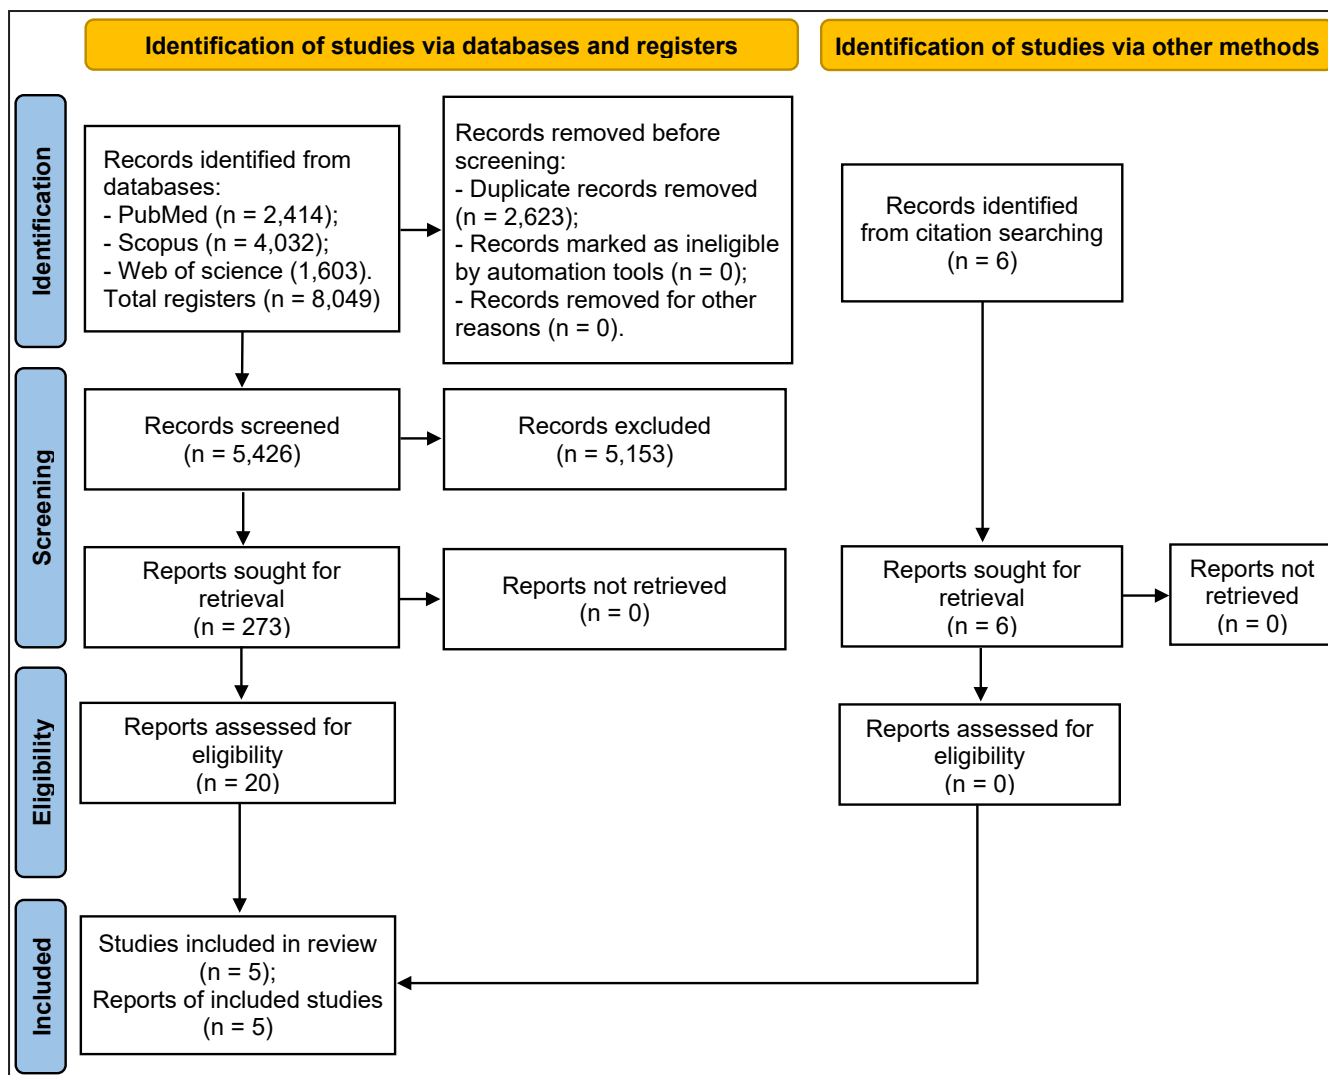 Identification of studies via databases and registers
Identification of studies via other methods
Identification
Records identified from
databases:
- PubMed (n = 2,414);
- Scopus (n = 4,032);
- Web of science (1,603).
Total registers (n = 8,049)
Records removed before
screening:
- Duplicate records removed
(n = 2,623);
- Records marked as ineligible
by automation tools (n = 0);
- Records removed for other
reasons (n = 0).
Records identified
from citation searching
(n = 6)
Screening
Records screened
(n = 5,426)
Records excluded
(n = 5,153)
Reports sought for
retrieval
(n = 273)
Reports not retrieved
(n = 0)
Reports sought for
retrieval
(n = 6)
Reports not
retrieved
(n = 0)
Eligibility
Reports assessed for
eligibility
(n = 20)
Reports assessed for
eligibility
(n = 0)
Included
Studies included in review
(n = 5);
Reports of included studies
(n = 5)